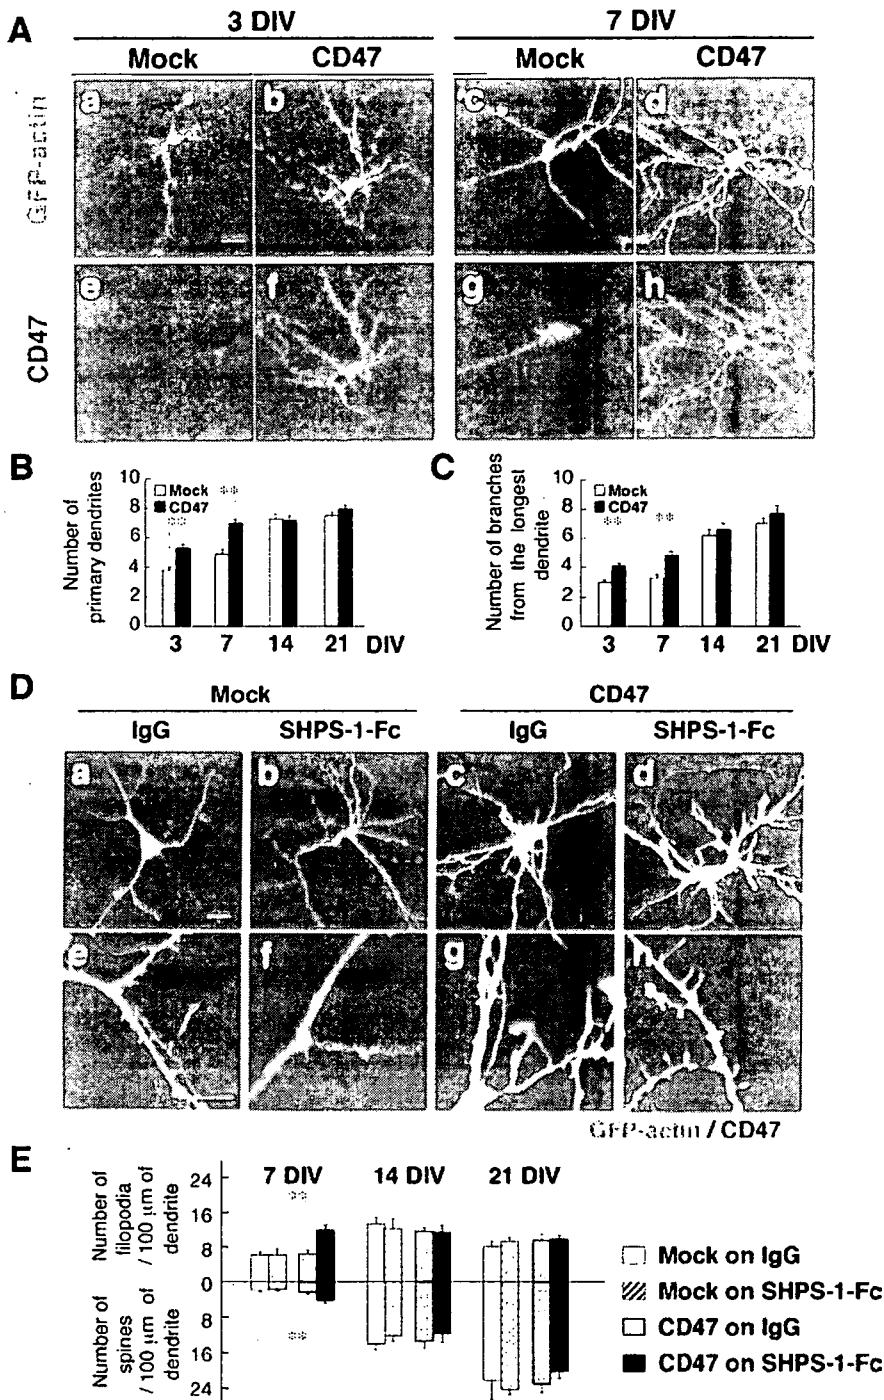 A
3 DIV
7 DIV
Mock
CD47
Mock
CD47
GFP-actin
a
b
c
d
CD47
e
f
g
h
B
Number of
primary dendrites
10
8
6
4
2
0
Mock
CD47
**
**
3
7
14
21
DIV
C
Number of branches
from the longest
dendrite
10
8
6
4
2
0
Mock
CD47
**
**
3
7
14
21
DIV
D
Mock
CD47
IgG
SHPS-1-Fc
IgG
SHPS-1-Fc
a
b
c
d
e
f
g
h
GFP-actin / CD47
E
Number of
filopodia
/ 100 µm of
dendrite
Number of
spines
/ 100 µm of
dendrite
24
16
8
0
8
16
24
7 DIV
14 DIV
21 DIV
**
**
Mock on IgG
Mock on SHPS-1-Fc
CD47 on IgG
CD47 on SHPS-1-Fc